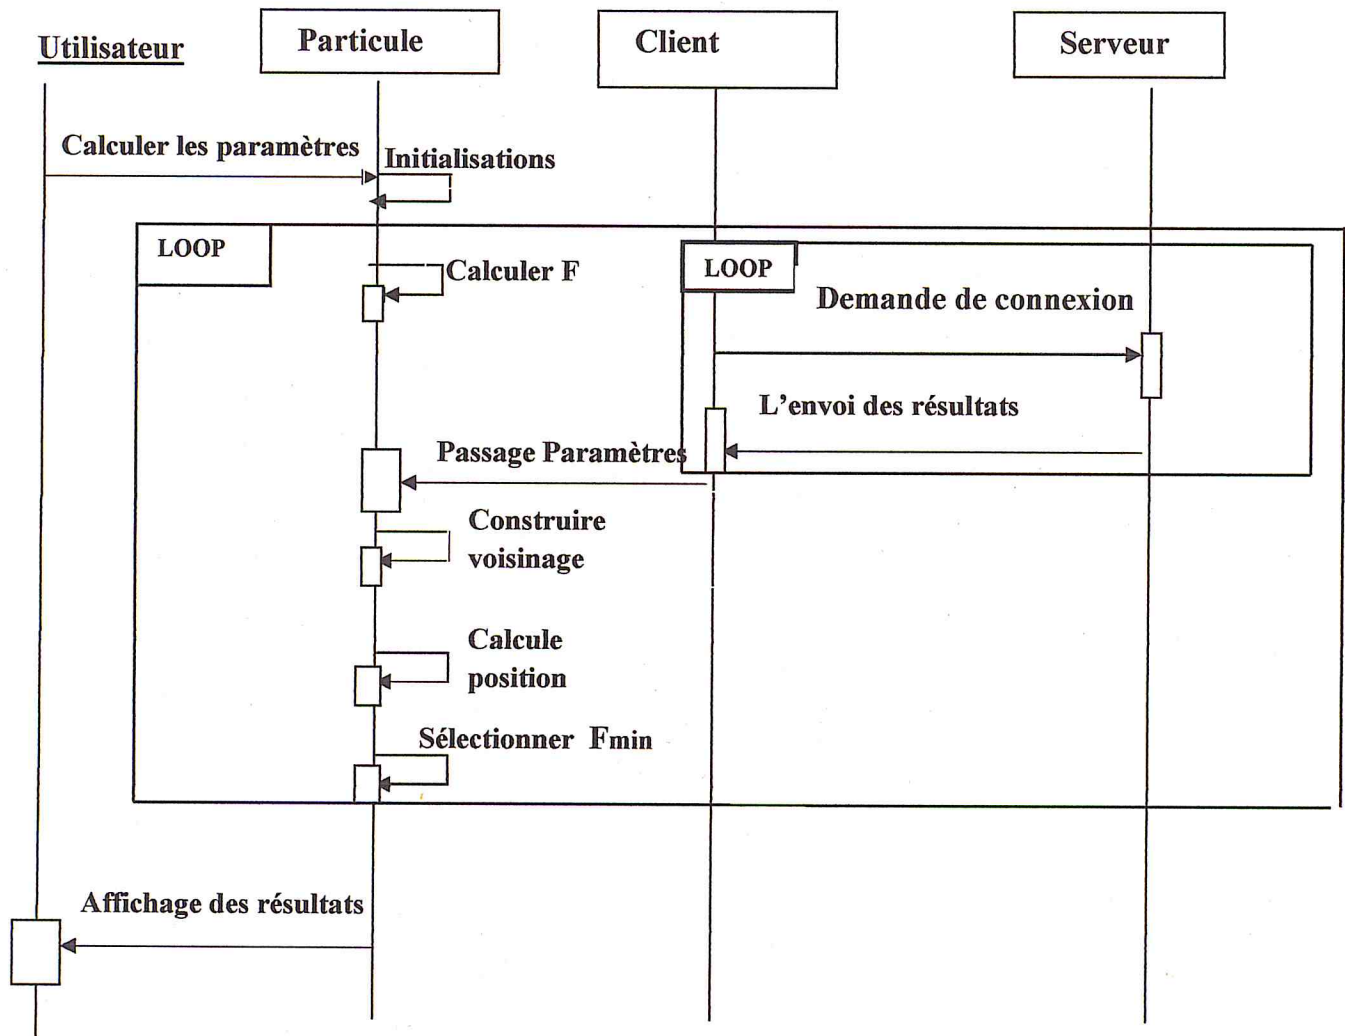 Utilisateur
Particule
Client
Serveur
Calculer les paramètres
Initialisations
LOOP
Calculer F
LOOP
Demande de connexion
L'envoi des résultats
Passage Paramètres
Construire
voisinage
Calcule
position
Sélectionner Fmin
Affichage des résultats